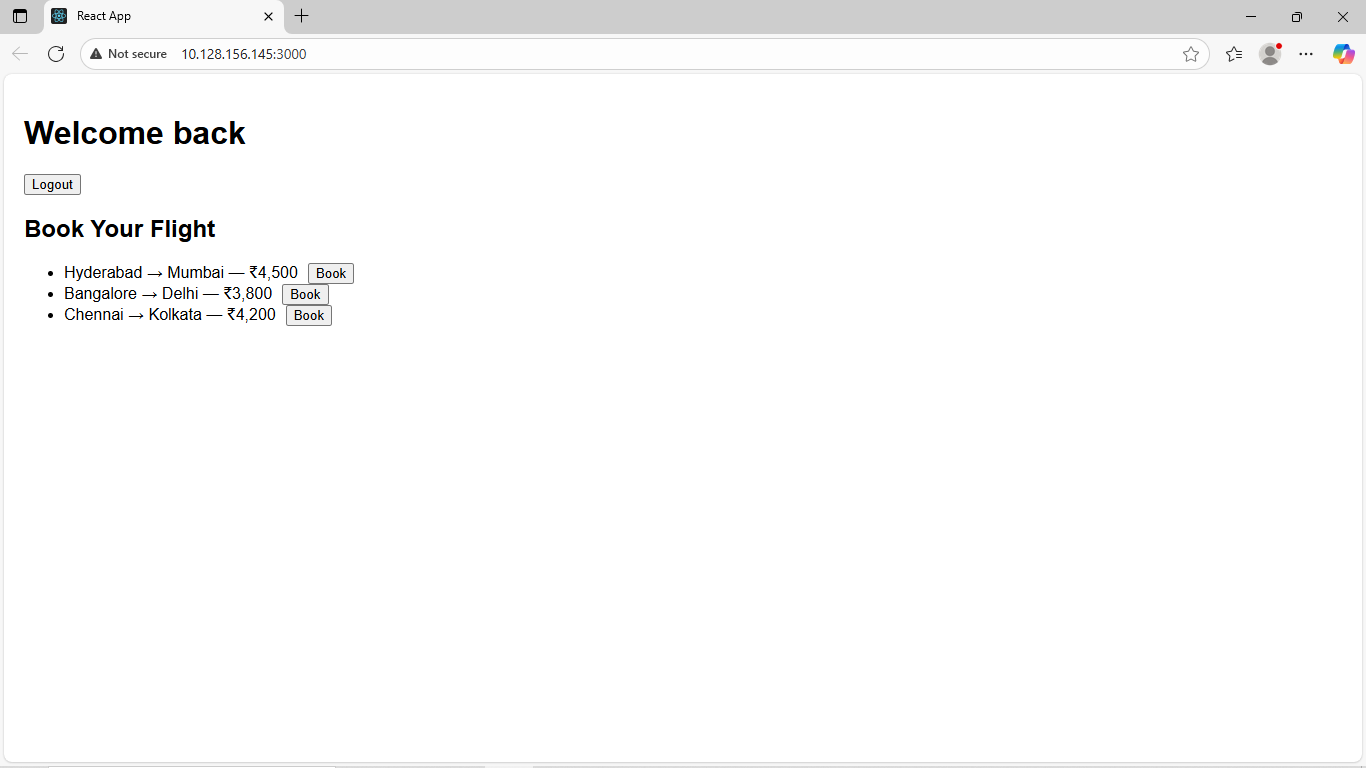 React App
Not secure 10.128.156.145:3000
Welcome back
Logout
Book Your Flight
Hyderabad → Mumbai — ₹4,500 Book
Bangalore → Delhi — ₹3,800 Book
Chennai → Kolkata — ₹4,200 Book